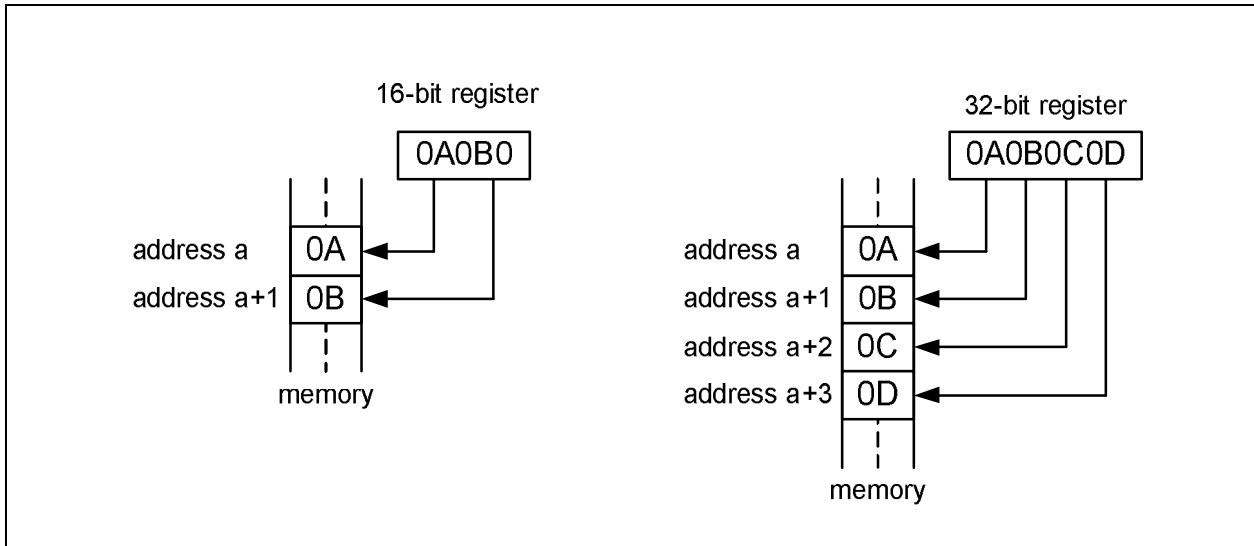 16-bit register
0A0B0
address a
0A
address a+1
0B
memory
32-bit register
0A0B0C0D
address a
0A
address a+1
0B
address a+2
0C
address a+3
0D
memory